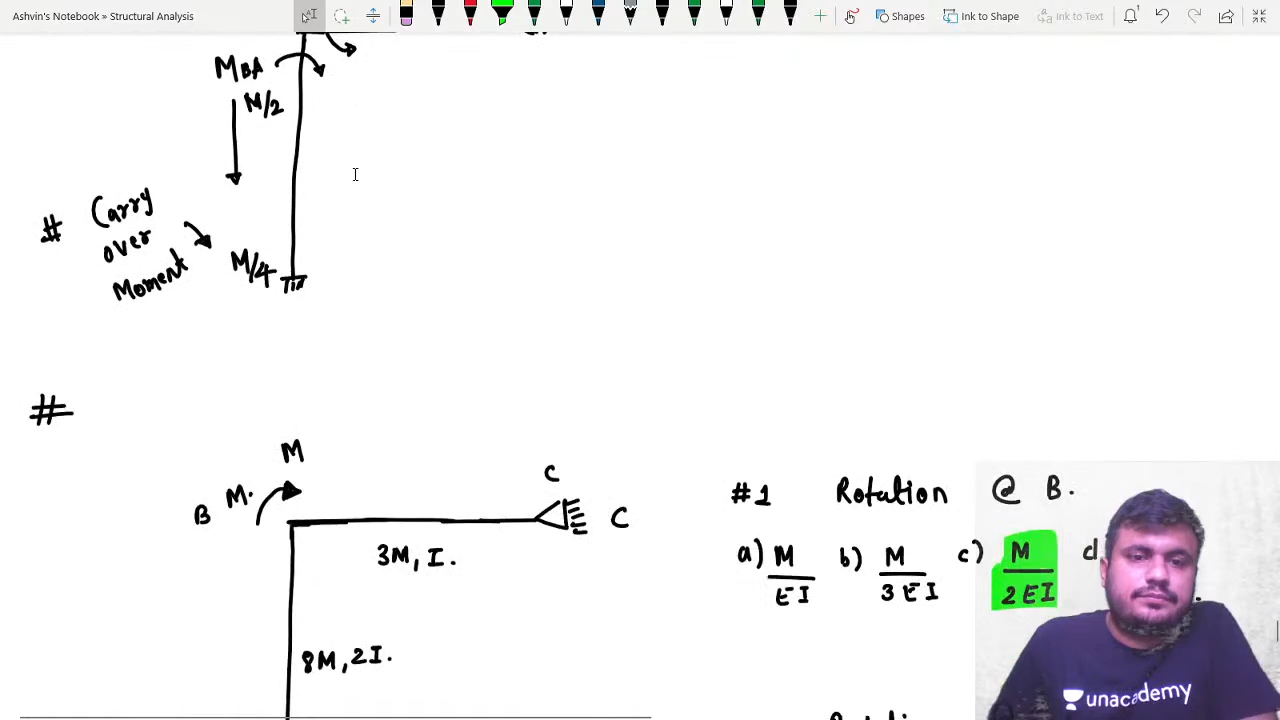 Ashvin's Notebook » Structural Analysis
Shapes
Ink to Shape
Ink to Text
MBA
M/2
# Carry
over
Moment
M/4
#
M
B M.
C
C
3M, I.
8M, 2I.
#1 Rotation @ B.
a) M/EI b) M/3EI c) M/2EI d
unacademy